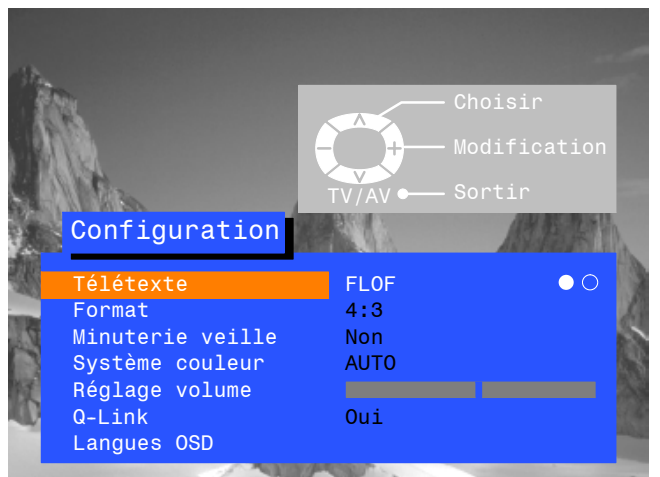 Choisir
Modification
TV/AV Sortir
Configuration
Télétexte FLOF
Format 4:3
Minuterie veille Non
Système couleur AUTO
Réglage volume
Q-Link Oui
Langues OSD